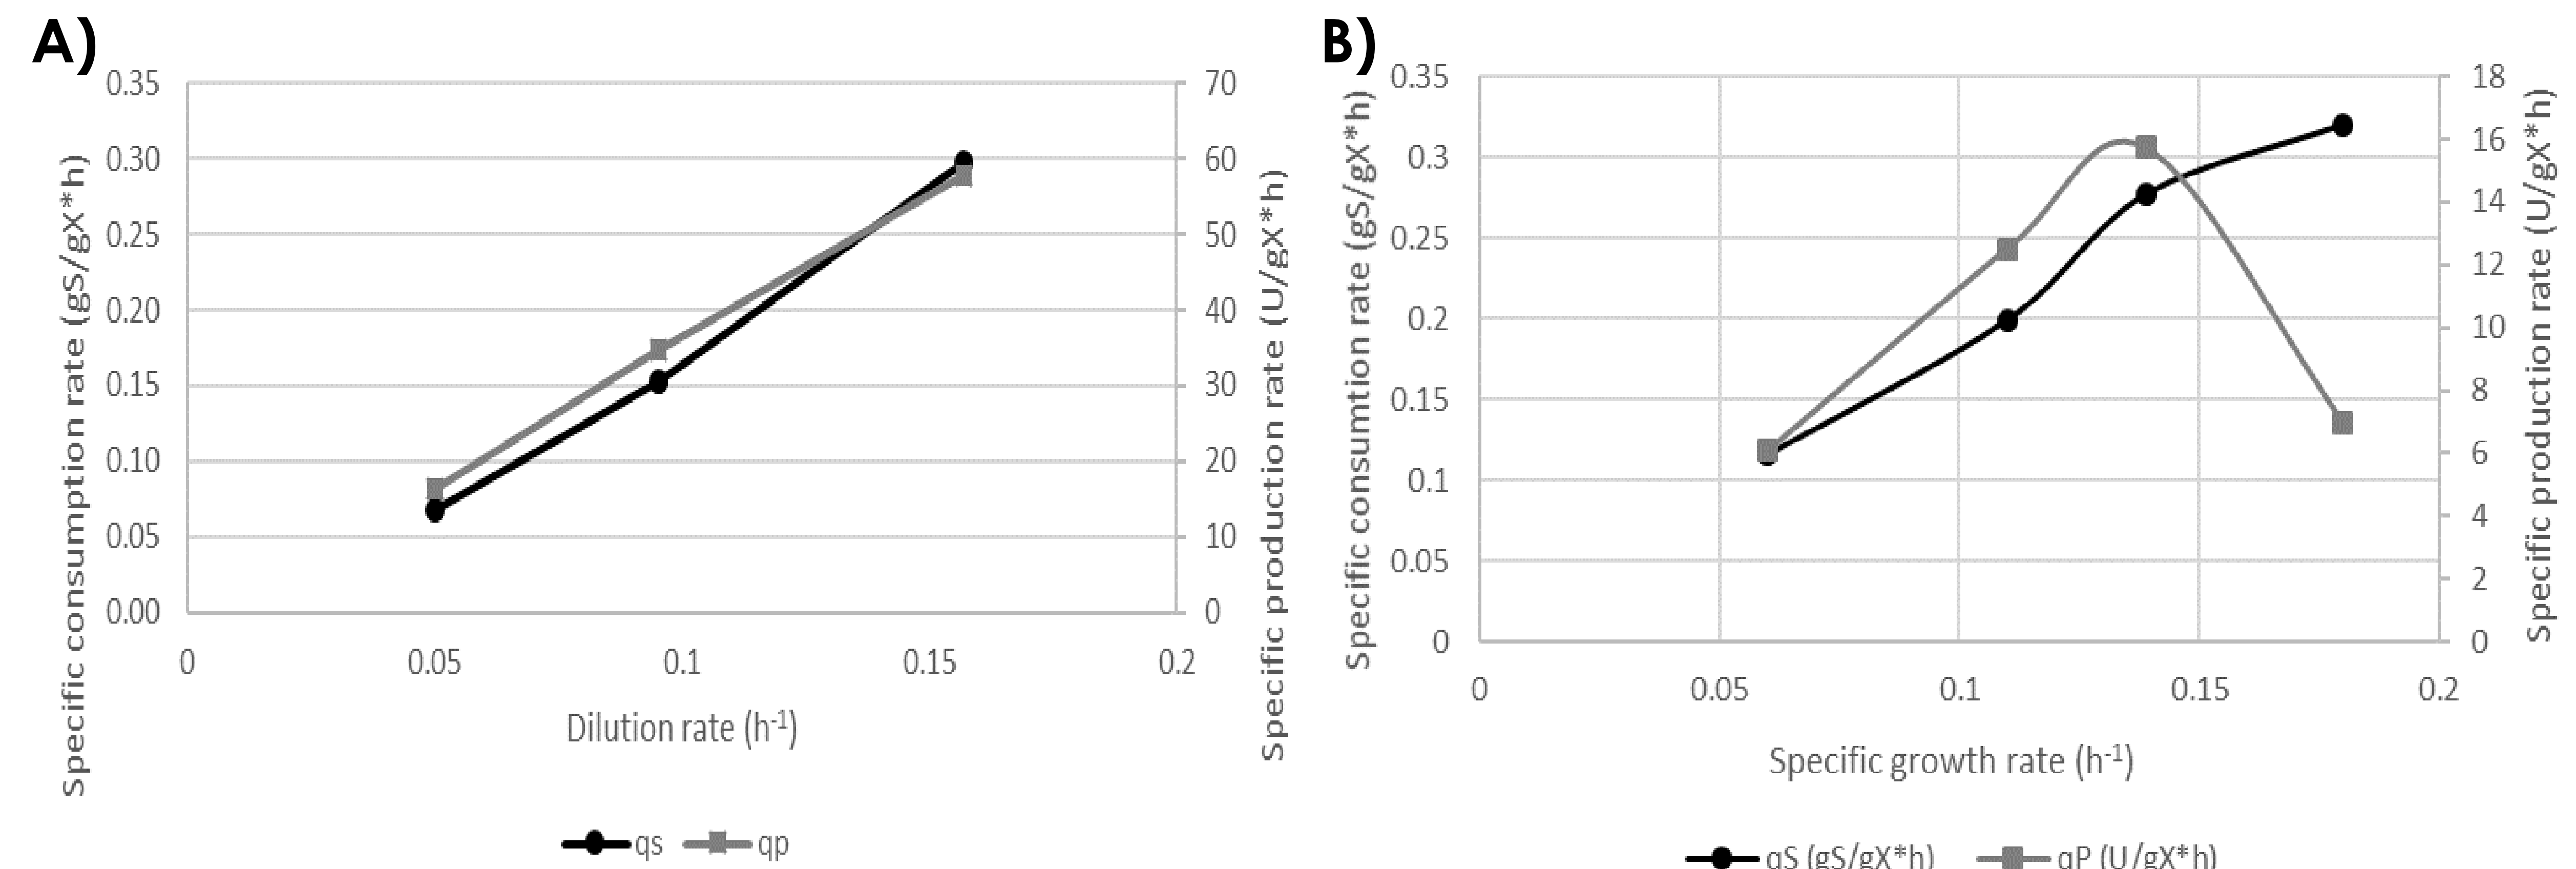 A)
Specific consumption rate (gS/gX*h)
0.35
0.30
0.25
0.20
0.15
0.10
0.05
0.00
70
60
50
40
30
20
10
0
Specific production rate (U/gX*h)
0 0.05 0.1 0.15 0.2
Dilution rate (h-1)
qs qp
B)
Specific consumtion rate (gS/gX*h)
0.35
0.3
0.25
0.2
0.15
0.1
0.05
0
18
16
14
12
10
8
6
4
2
0
Specific production rate (U/gX*h)
0 0.05 0.1 0.15 0.2
Specific growth rate (h-1)
qS (gS/gX*h) qP (U/gX*h)